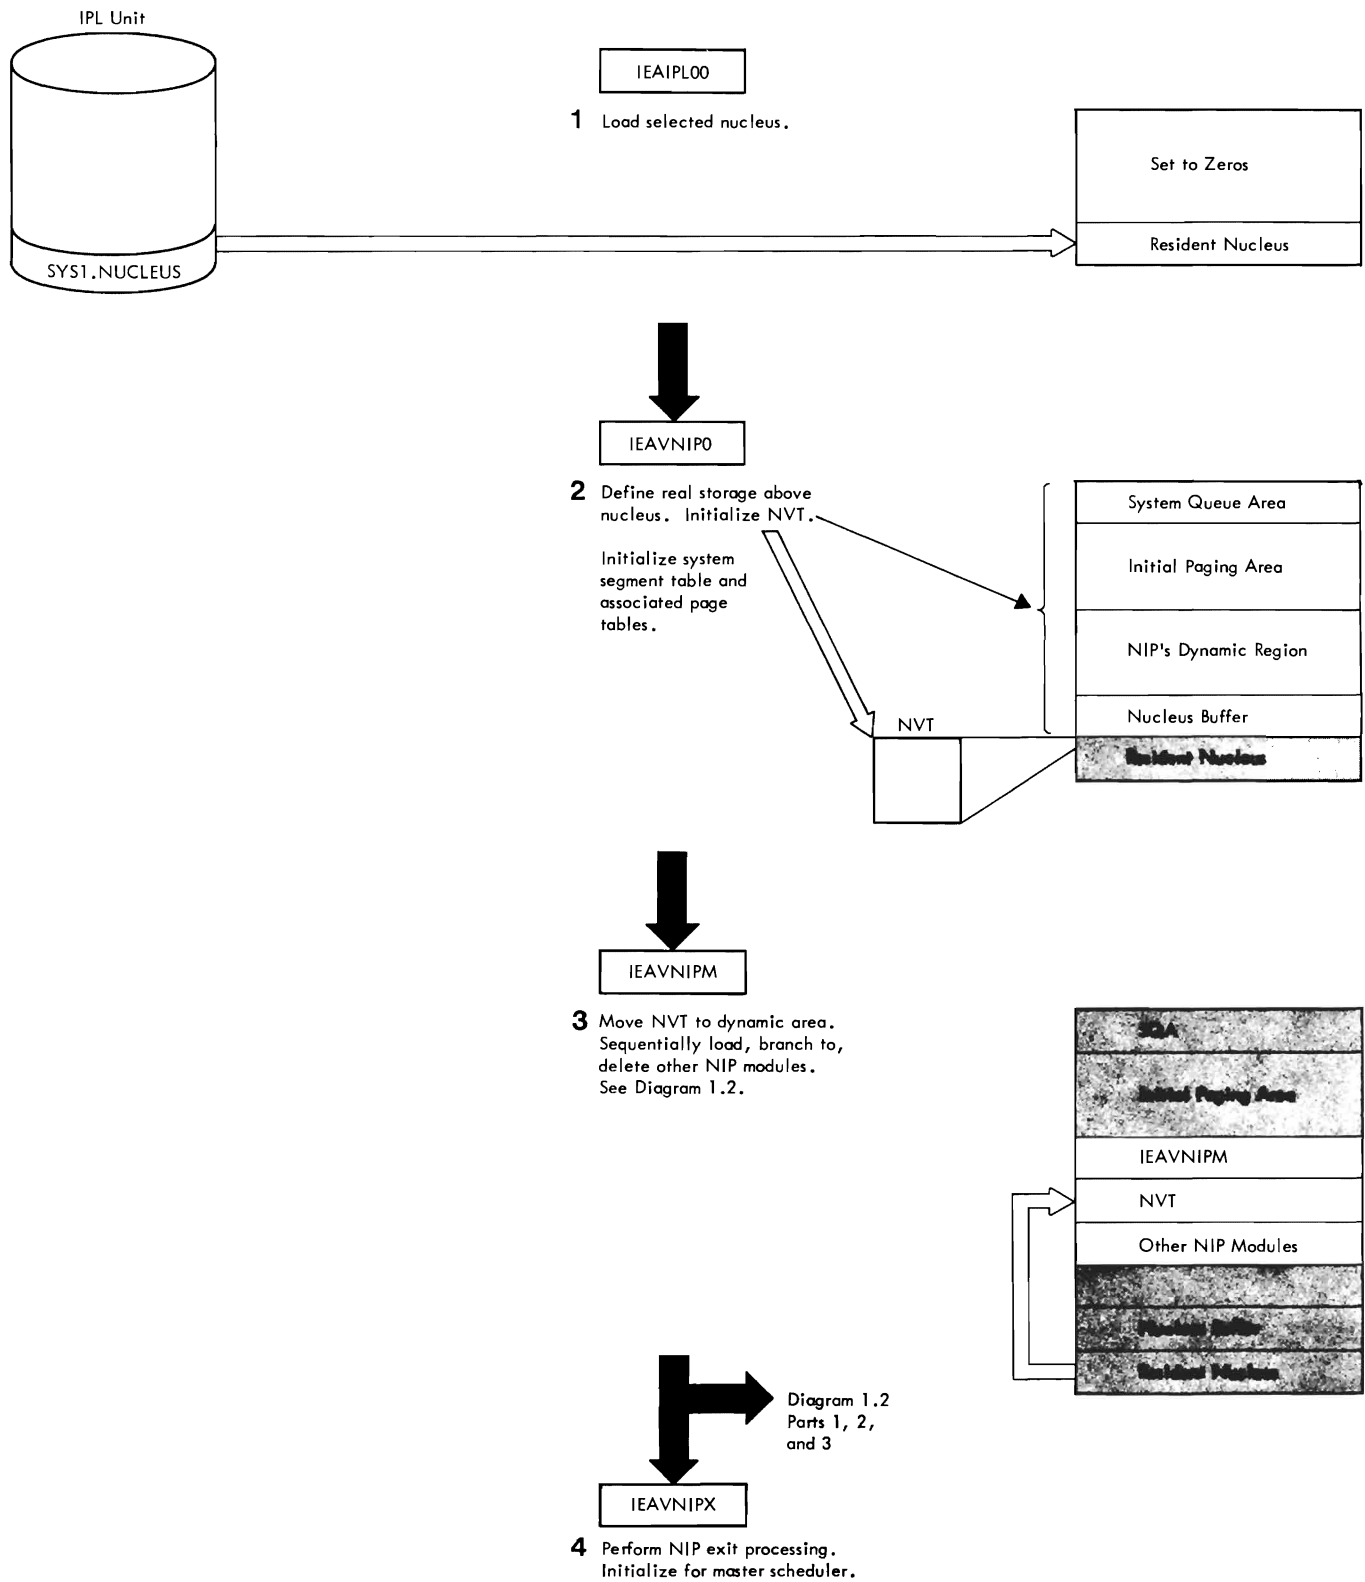 IPL Unit
SYS1.NUCLEUS
IEAIPL00
1 Load selected nucleus.
Set to Zeros
Resident Nucleus
IEAVNIP0
2 Define real storage above
nucleus. Initialize NVT.
Initialize system
segment table and
associated page
tables.
System Queue Area
Initial Paging Area
NIP's Dynamic Region
Nucleus Buffer
Resident Nucleus
NVT
IEAVNIPM
3 Move NVT to dynamic area.
Sequentially load, branch to,
delete other NIP modules.
See Diagram 1.2.
SQA
Initial Paging Area
IEAVNIPM
NVT
Other NIP Modules
Nucleus Buffer
Resident Nucleus
Diagram 1.2
Parts 1, 2,
and 3
IEAVNIPX
4 Perform NIP exit processing.
Initialize for master scheduler.